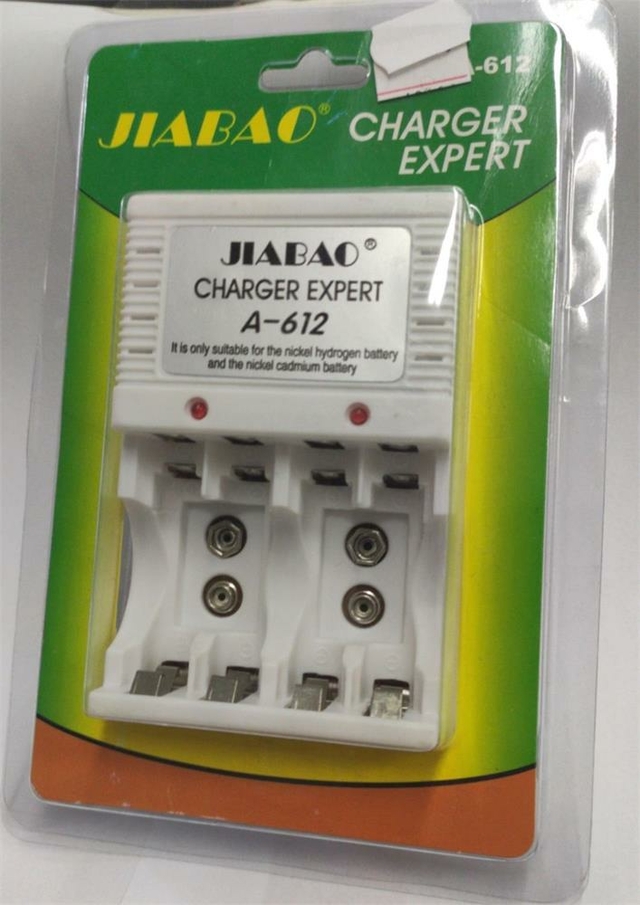 -612
JIABAO®
CHARGER
EXPERT
JIABAO®
CHARGER EXPERT
A-612
It is only suitable for the nickel hydrogen battery
and the nickel cadmium battery